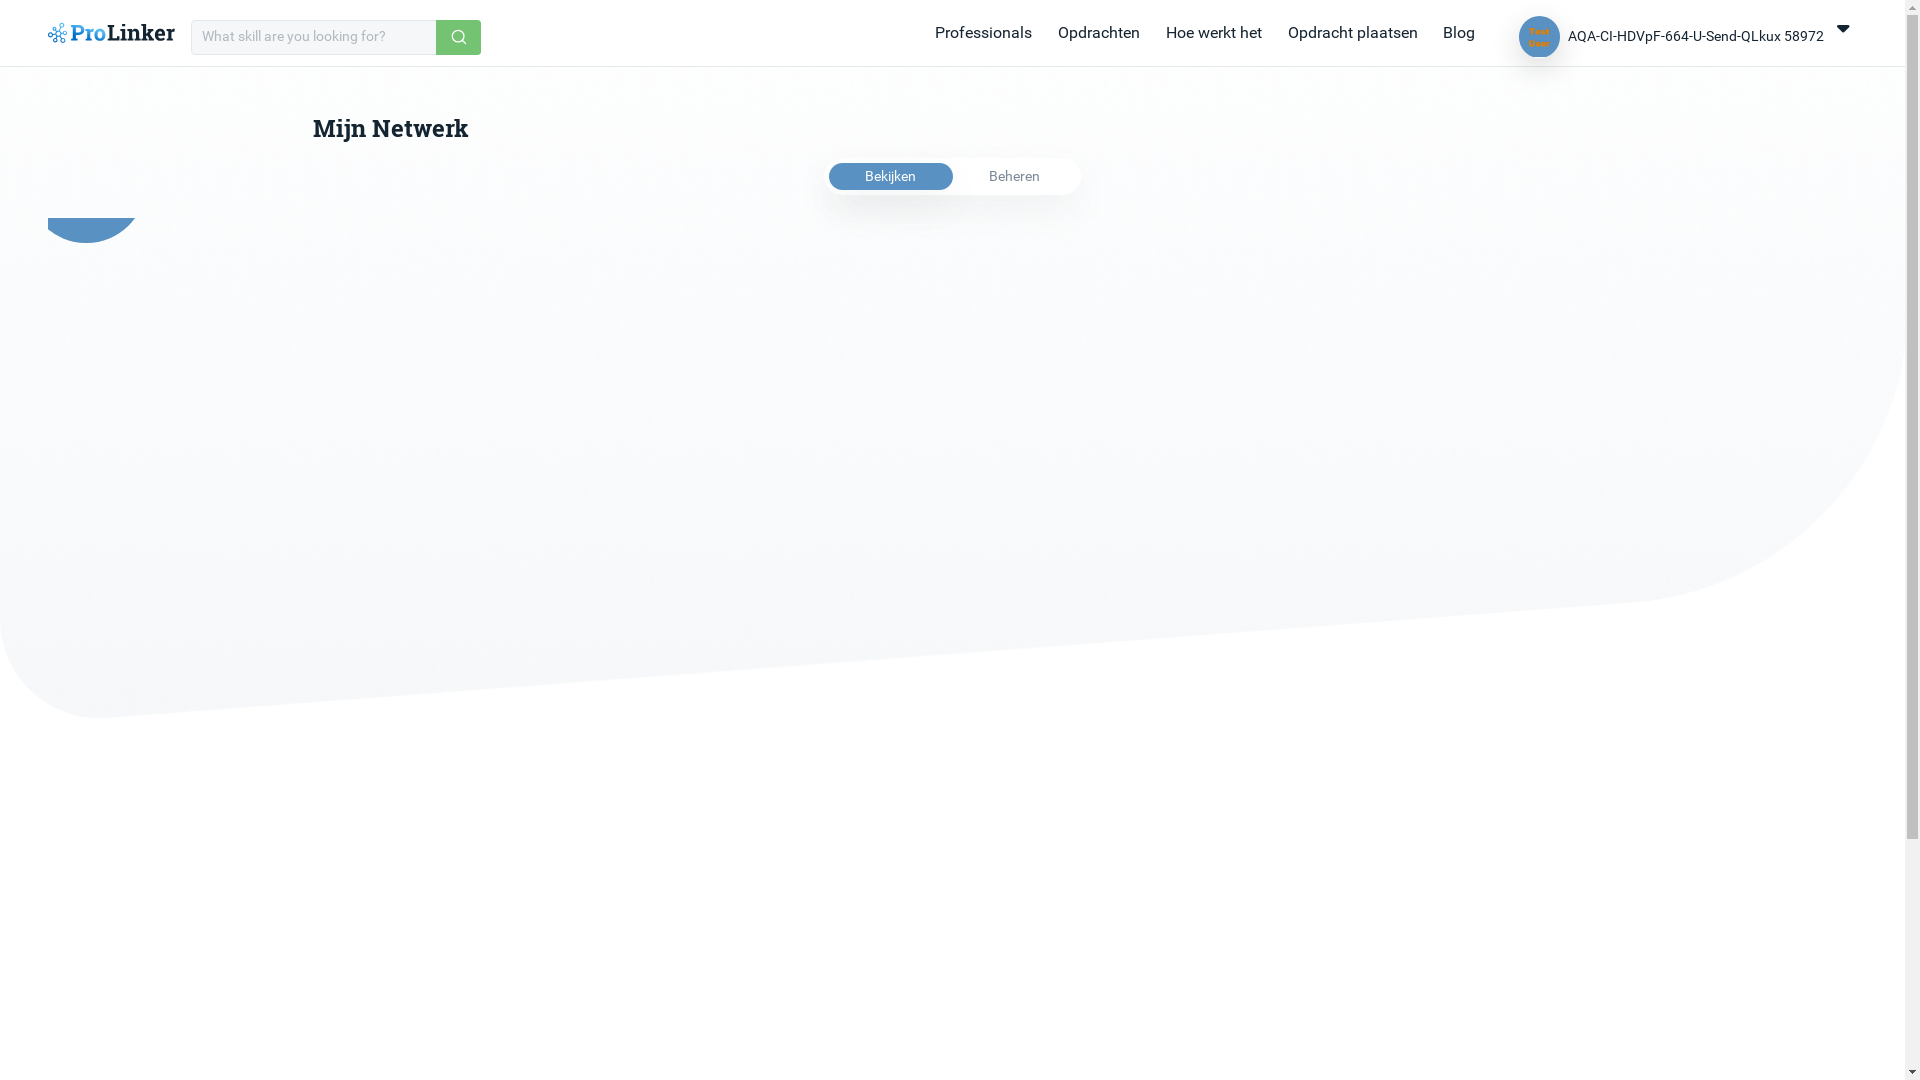 ProLinker
What skill are you looking for?
Professionals
Opdrachten
Hoe werkt het
Opdracht plaatsen
Blog
Test
User
AQA-CI-HDVpF-664-U-Send-QLkux 58972
Mijn Netwerk
Bekijken
Beheren